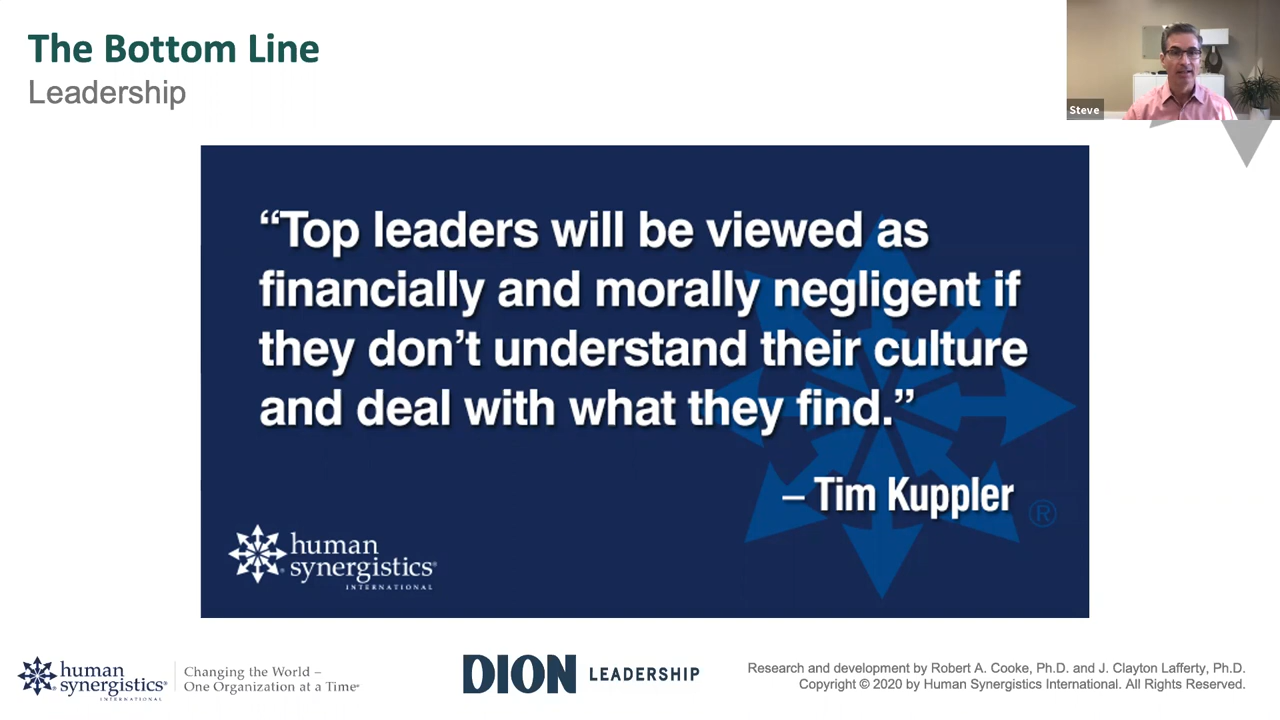 The Bottom Line
Leadership
Steve
“Top leaders will be viewed as
financially and morally negligent if
they don’t understand their culture
and deal with what they find.”
– Tim Kuppler
®
human
synergistics®
INTERNATIONAL
human
synergistics®
INTERNATIONAL
Changing the World –
One Organization at a Time®
DION LEADERSHIP
Research and development by Robert A. Cooke, Ph.D. and J. Clayton Lafferty, Ph.D.
Copyright © 2020 by Human Synergistics International. All Rights Reserved.